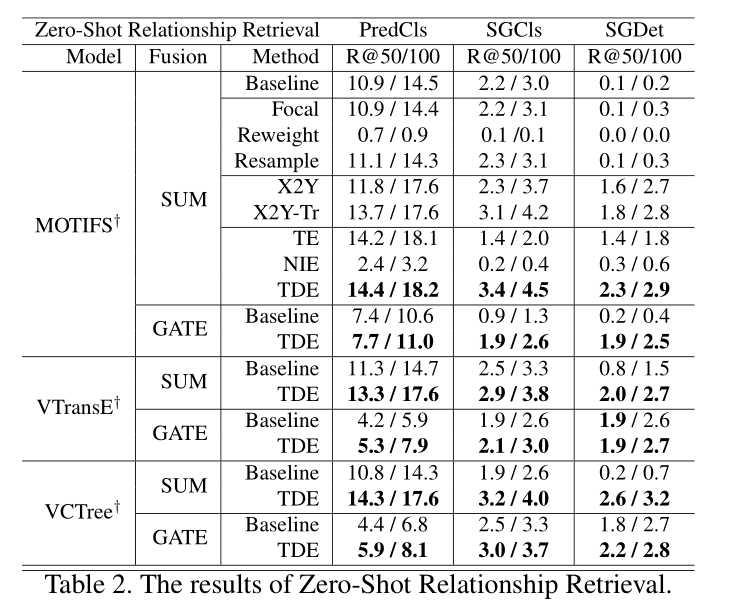 Zero-Shot Relationship Retrieval PredCls SGCls SGDet
Model Fusion Method R@50/100 R@50/100 R@50/100
Baseline 10.9 / 14.5 2.2 / 3.0 0.1 / 0.2
Focal 10.9 / 14.4 2.2 / 3.1 0.1 / 0.3
Reweight 0.7 / 0.9 0.1 /0.1 0.0 / 0.0
Resample 11.1 / 14.3 2.3 / 3.1 0.1 / 0.3
X2Y 11.8 / 17.6 2.3 / 3.7 1.6 / 2.7
SUM
X2Y-Tr 13.7 / 17.6 3.1 / 4.2 1.8 / 2.8
MOTIFS†
TE 14.2 / 18.1 1.4 / 2.0 1.4 / 1.8
NIE 2.4 / 3.2 0.2 / 0.4 0.3 / 0.6
TDE 14.4 / 18.2 3.4 / 4.5 2.3 / 2.9
Baseline 7.4 / 10.6 0.9 / 1.3 0.2 / 0.4
GATE
TDE 7.7 / 11.0 1.9 / 2.6 1.9 / 2.5
Baseline 11.3 / 14.7 2.5 / 3.3 0.8 / 1.5
SUM
TDE 13.3 / 17.6 2.9 / 3.8 2.0 / 2.7
VTransE†
Baseline 4.2 / 5.9 1.9 / 2.6 1.9 / 2.6
GATE
TDE 5.3 / 7.9 2.1 / 3.0 1.9 / 2.7
Baseline 10.8 / 14.3 1.9 / 2.6 0.2 / 0.7
SUM
TDE 14.3 / 17.6 3.2 / 4.0 2.6 / 3.2
VCTree†
Baseline 4.4 / 6.8 2.5 / 3.3 1.8 / 2.7
GATE
TDE 5.9 / 8.1 3.0 / 3.7 2.2 / 2.8
Table 2. The results of Zero-Shot Relationship Retrieval.